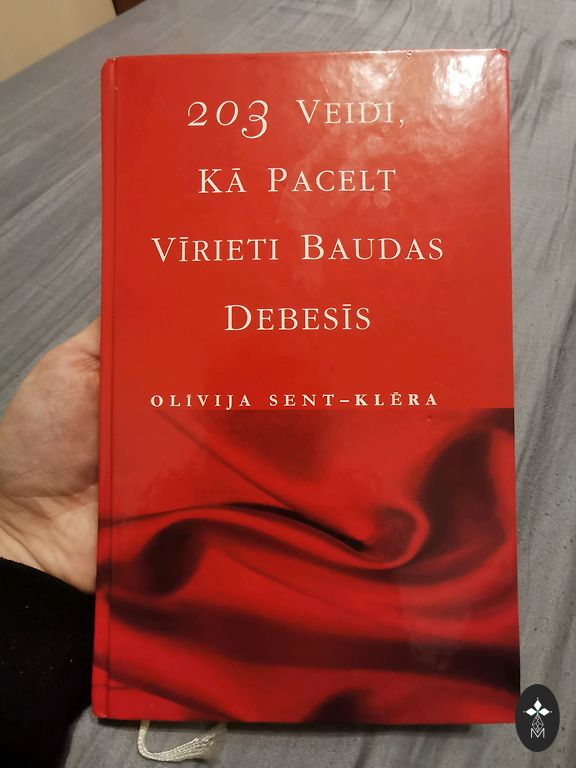 203 VEIDI,
KĀ PACELT
VĪRIETI BAUDAS
DEBESĪS
OLĪVIJA SENT-KLĒRA
M